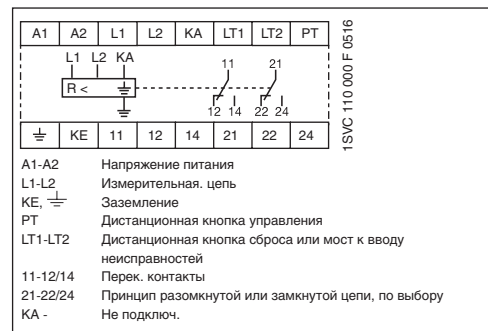 A1 A2 L1 L2 KA LT1 LT2 PT
L1 L2 KA
11 21
R <
12 14 22 24
⏚ KE 11 12 14 21 22 24
1SVC 110 000 F 0516
A1-A2 Напряжение питания
L1-L2 Измерительная. цепь
KE, ⏚ Заземление
PT Дистанционная кнопка управления
LT1-LT2 Дистанционная кнопка сброса или мост к вводу
неисправностей
11-12/14 Перек. контакты
21-22/24 Принцип разомкнутой или замкнутой цепи, по выбору
KA - Не подключ.